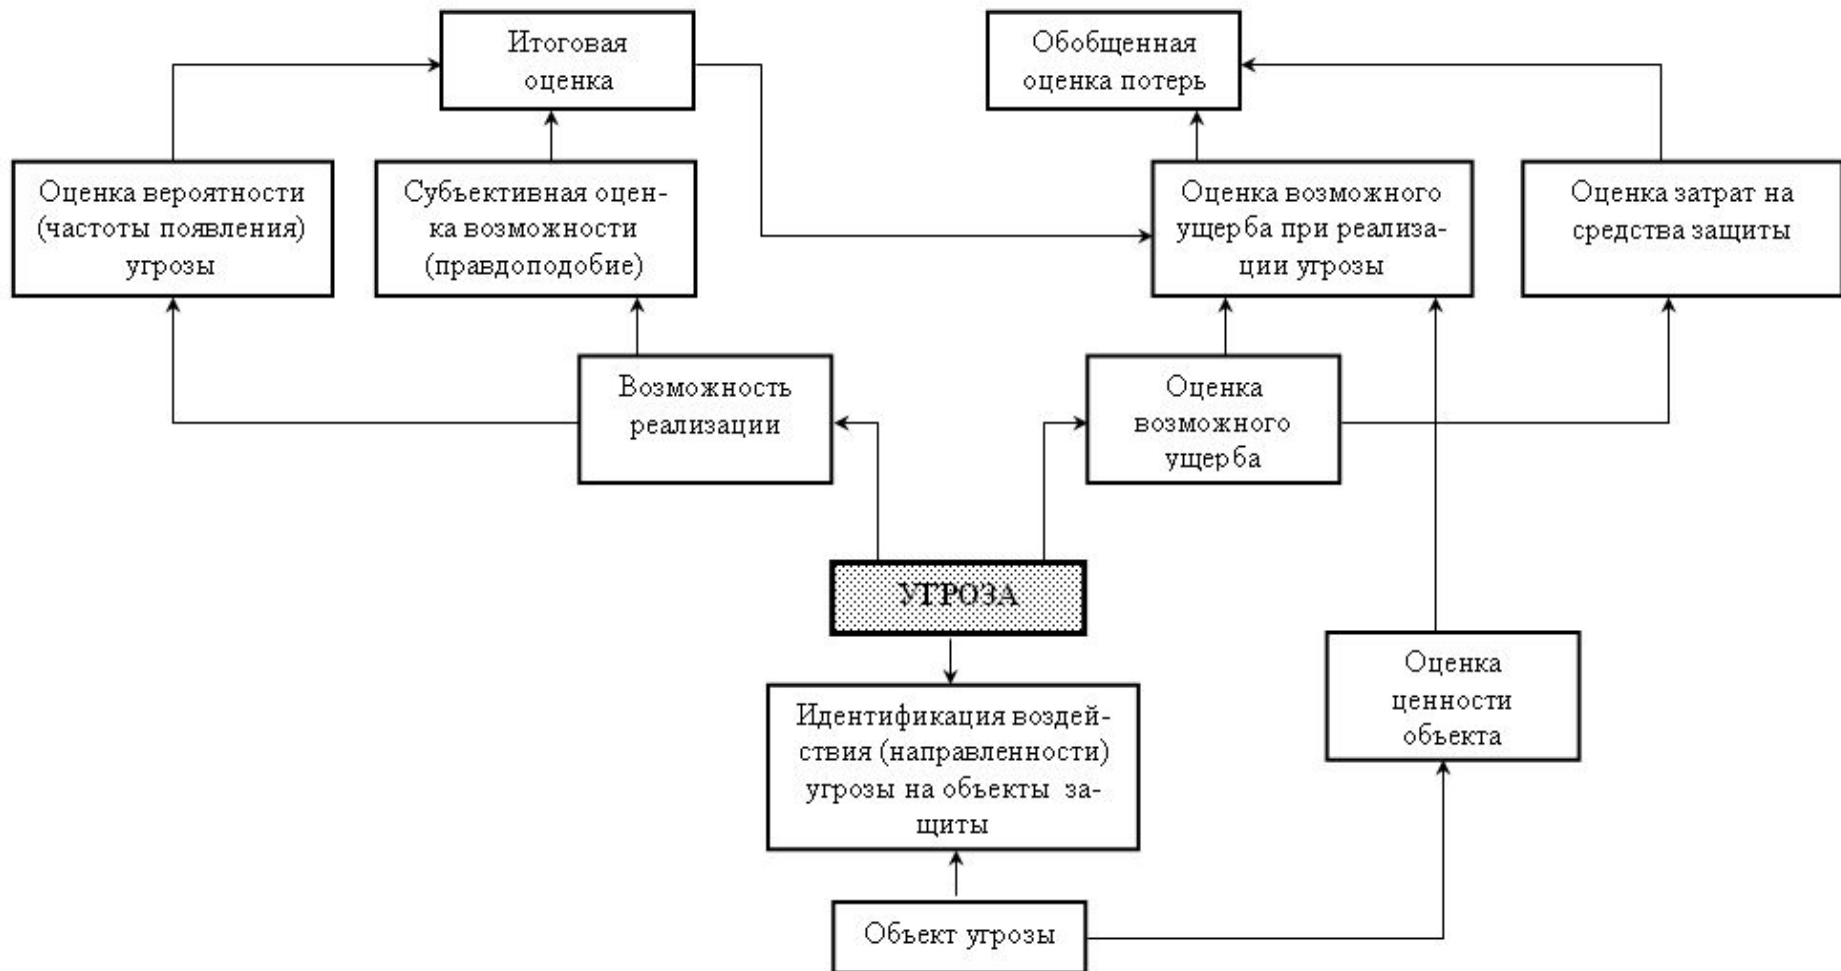 Итоговая
оценка
Обобщенная
оценка потерь
Оценка вероятности
(частоты появления)
угрозы
Субъективная оцен-
ка возможности
(правдоподобие)
Оценка возможного
ущерба при реализа-
ции угрозы
Оценка затрат на
средства защиты
Возможность
реализации
Оценка
возможного
ущерба
УГРОЗА
Оценка
ценности
объекта
Идентификация воздей-
ствия (направленности)
угрозы на объекты за-
щиты
Объект угрозы